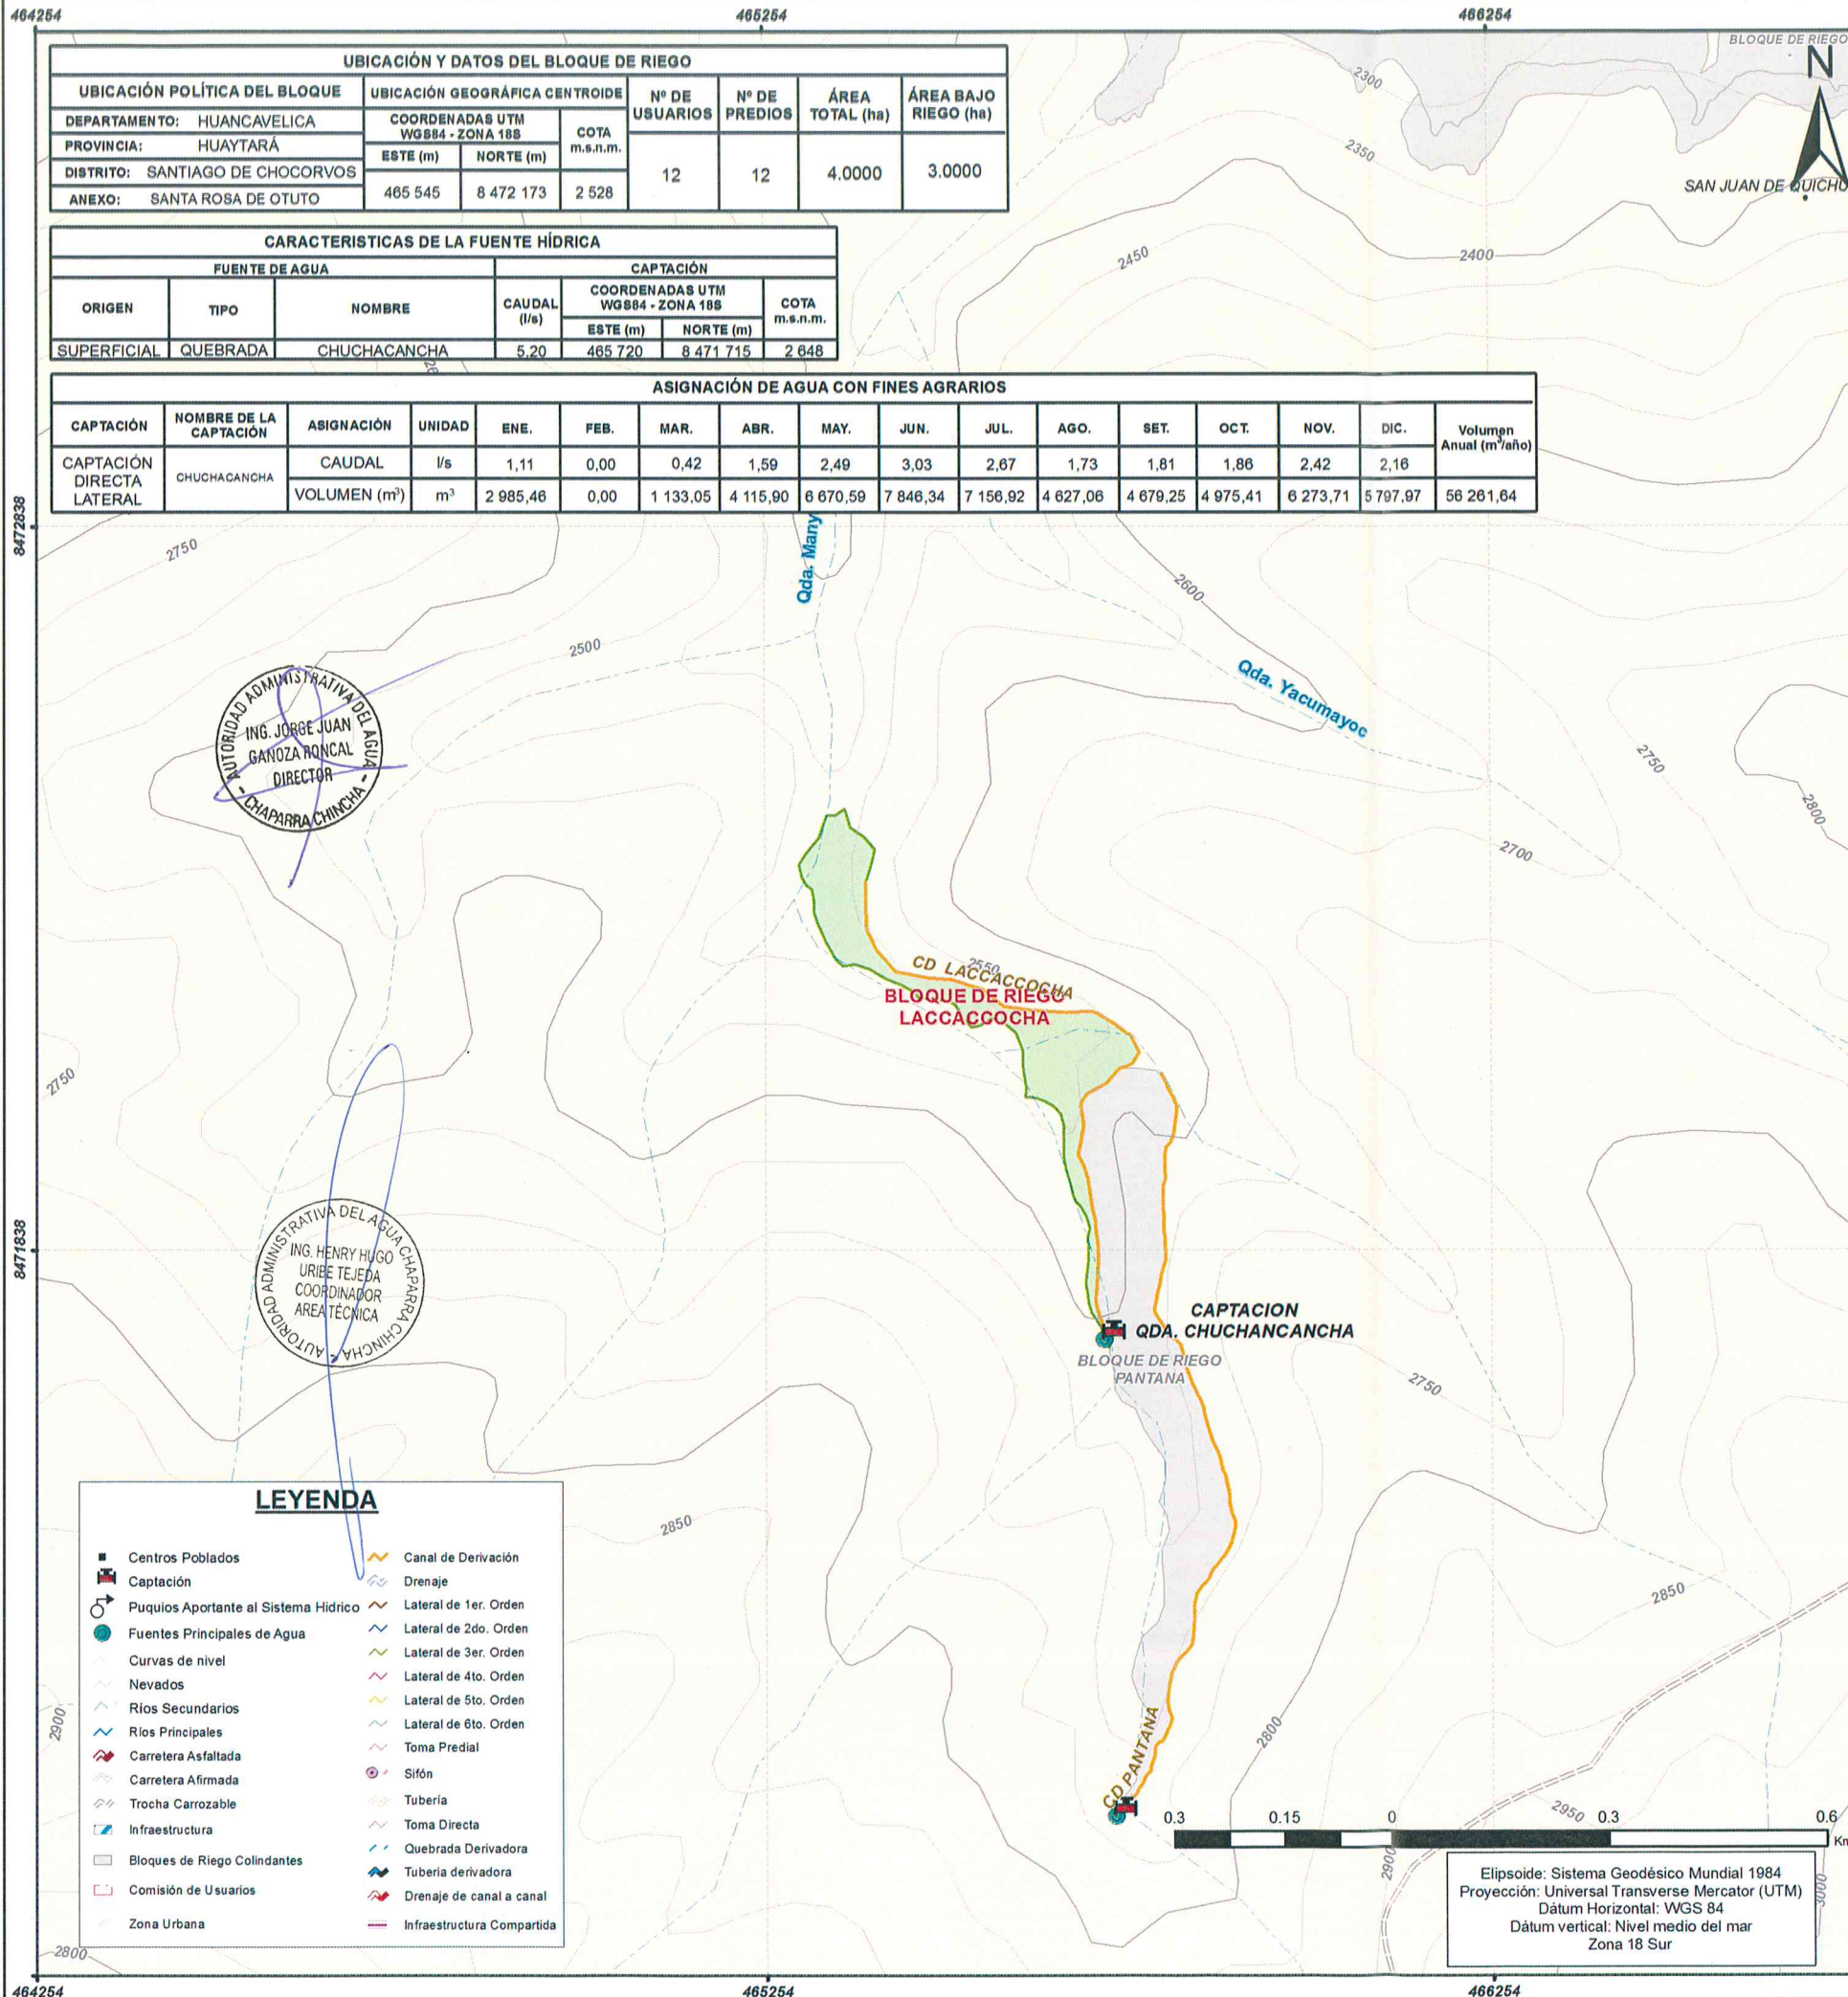 464254 465254 466254
UBICACIÓN Y DATOS DEL BLOQUE DE RIEGO
UBICACIÓN POLÍTICA DEL BLOQUE UBICACIÓN GEOGRÁFICA CENTROIDE Nº DE USUARIOS Nº DE PREDIOS ÁREA TOTAL (ha) ÁREA BAJO RIEGO (ha)
DEPARTAMENTO: HUANCAVELICA COORDENADAS UTM WGS84 - ZONA 18S COTA m.s.n.m.
PROVINCIA: HUAYTARÁ ESTE (m) NORTE (m)
DISTRITO: SANTIAGO DE CHOCORVOS
ANEXO: SANTA ROSA DE OTUTO 465 545 8 472 173 2 528 12 12 4.0000 3.0000
BLOQUE DE RIEGO
N
SAN JUAN DE QUICHU
2300
2350
2400
2450
CARACTERISTICAS DE LA FUENTE HÍDRICA
FUENTE DE AGUA CAPTACIÓN
ORIGEN TIPO NOMBRE CAUDAL (l/s) COORDENADAS UTM WGS84 - ZONA 18S COTA m.s.n.m.
ESTE (m) NORTE (m)
SUPERFICIAL QUEBRADA CHUCHACANCHA 5,20 465 720 8 471 715 2 648
26
ASIGNACIÓN DE AGUA CON FINES AGRARIOS
CAPTACIÓN NOMBRE DE LA CAPTACIÓN ASIGNACIÓN UNIDAD ENE. FEB. MAR. ABR. MAY. JUN. JUL. AGO. SET. OCT. NOV. DIC. Volumen Anual (m³/año)
CAPTACIÓN DIRECTA LATERAL CHUCHACANCHA CAUDAL l/s 1,11 0,00 0,42 1,59 2,49 3,03 2,67 1,73 1,81 1,86 2,42 2,16
VOLUMEN (m³) m³ 2 985,46 0,00 1 133,05 4 115,90 6 670,59 7 846,34 7 156,92 4 627,06 4 679,25 4 975,41 6 273,71 5 797,97 56 261,64
8472838
2750
Qda. Many
2600
2500
Qda. Yacumayoc
AUTORIDAD ADMINISTRATIVA DEL AGUA
ING. JORGE JUAN
GANOZA RONCAL
DIRECTOR
- CHAPARRA CHINCHA -
2750
2800
2700
2550
CD LACCACCOCHA
BLOQUE DE RIEGO
LACCACCOCHA
2750
8471838
AUTORIDAD ADMINISTRATIVA DEL AGUA CHAPARRA CHINCHA
ING. HENRY HUGO
URIBE TEJEDA
COORDINADOR
AREA TÉCNICA
CAPTACION
QDA. CHUCHANCANCHA
BLOQUE DE RIEGO
PANTANA
2750
2850
2850
2900
2800
CD PANTANA
2950
2900
3000
2800
LEYENDA
Centros Poblados
Captación
Puquios Aportante al Sistema Hidrico
Fuentes Principales de Agua
Curvas de nivel
Nevados
Ríos Secundarios
Ríos Principales
Carretera Asfaltada
Carretera Afirmada
Trocha Carrozable
Infraestructura
Bloques de Riego Colindantes
Comisión de Usuarios
Zona Urbana
Canal de Derivación
Drenaje
Lateral de 1er. Orden
Lateral de 2do. Orden
Lateral de 3er. Orden
Lateral de 4to. Orden
Lateral de 5to. Orden
Lateral de 6to. Orden
Toma Predial
Sifón
Tubería
Toma Directa
Quebrada Derivadora
Tuberia derivadora
Drenaje de canal a canal
Infraestructura Compartida
0.3 0.15 0 0.3 0.6
Km
Elipsoide: Sistema Geodésico Mundial 1984
Proyección: Universal Transverse Mercator (UTM)
Dátum Horizontal: WGS 84
Dátum vertical: Nivel medio del mar
Zona 18 Sur
464254 465254 466254